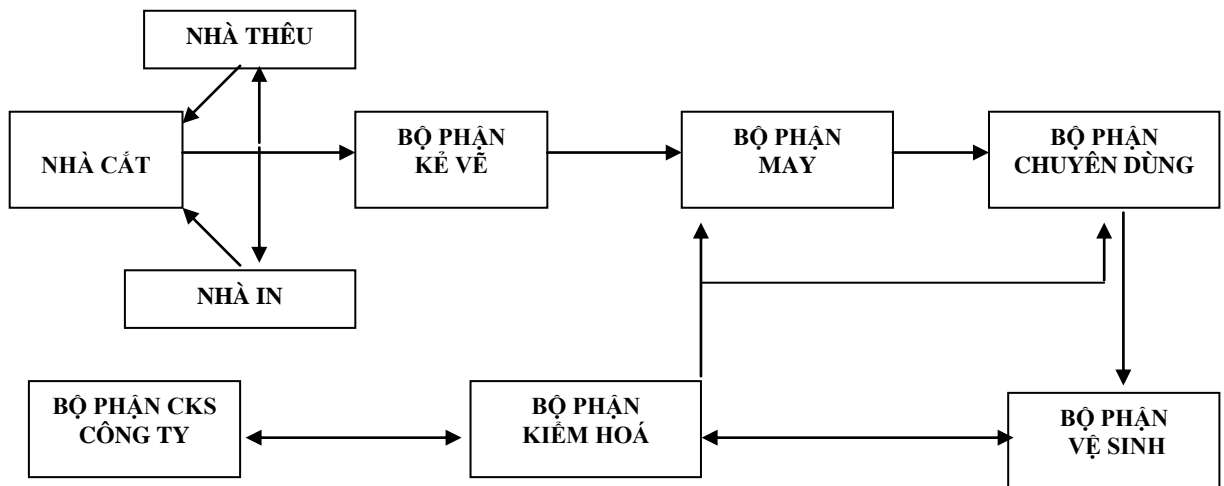 NHÀ THÊU
NHÀ CẮT
BỘ PHẬN
KẺ VẼ
BỘ PHẬN
MAY
BỘ PHẬN
CHUYÊN DÙNG
NHÀ IN
BỘ PHẬN CKS
CÔNG TY
BỘ PHẬN
KIỂM HOÁ
BỘ PHẬN
VỆ SINH